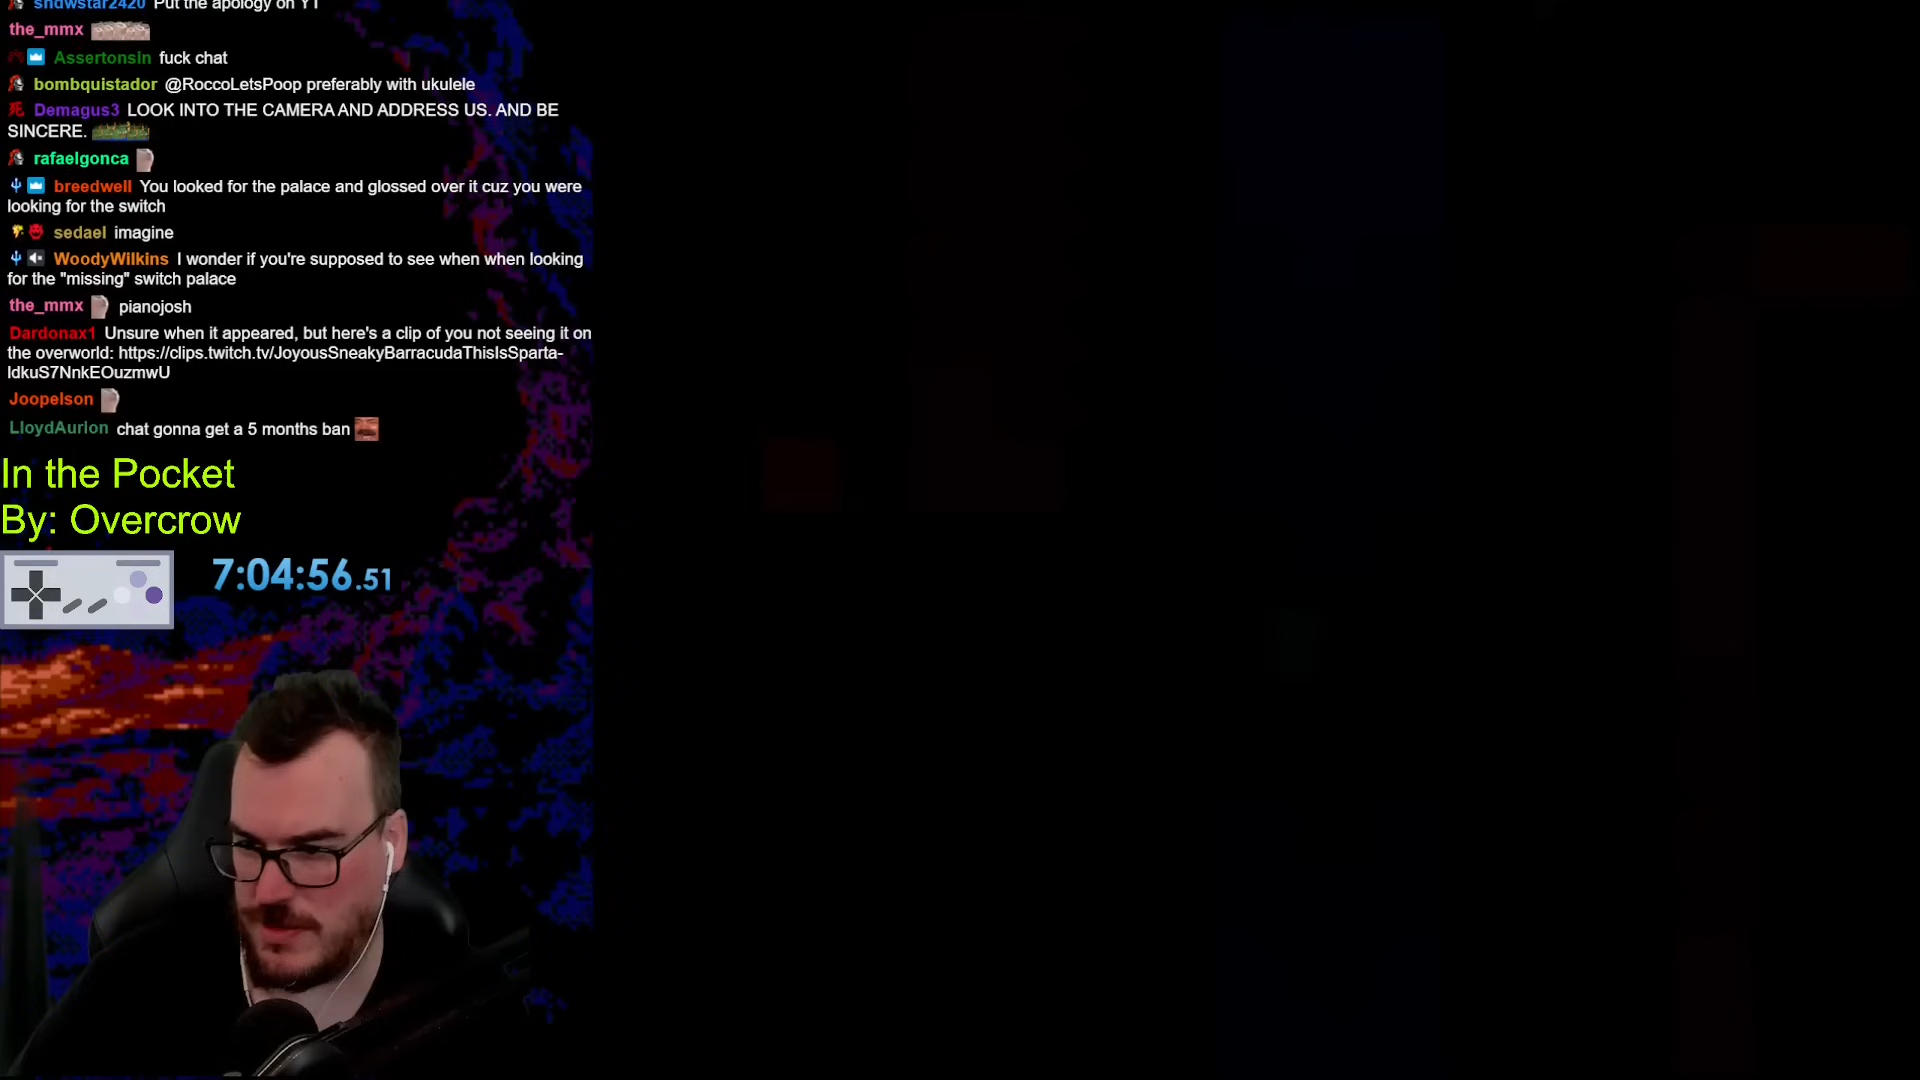 sndwstar2420 Put the apology on YT
the_mmx
Assertonsin fuck chat
bombquistador @RoccoLetsPoop preferably with ukulele
死 Demagus3 LOOK INTO THE CAMERA AND ADDRESS US. AND BE
SINCERE.
rafaelgonca
breedwell You looked for the palace and glossed over it cuz you were
looking for the switch
sedael imagine
WoodyWilkins I wonder if you're supposed to see when when looking
for the "missing" switch palace
the_mmx pianojosh
Dardonax1 Unsure when it appeared, but here's a clip of you not seeing it on
the overworld: https://clips.twitch.tv/JoyousSneakyBarracudaThisIsSparta-
IdkuS7NnkEOuzmwU
Joopelson
LloydAurion chat gonna get a 5 months ban
In the Pocket
By: Overcrow
7:04:56.51